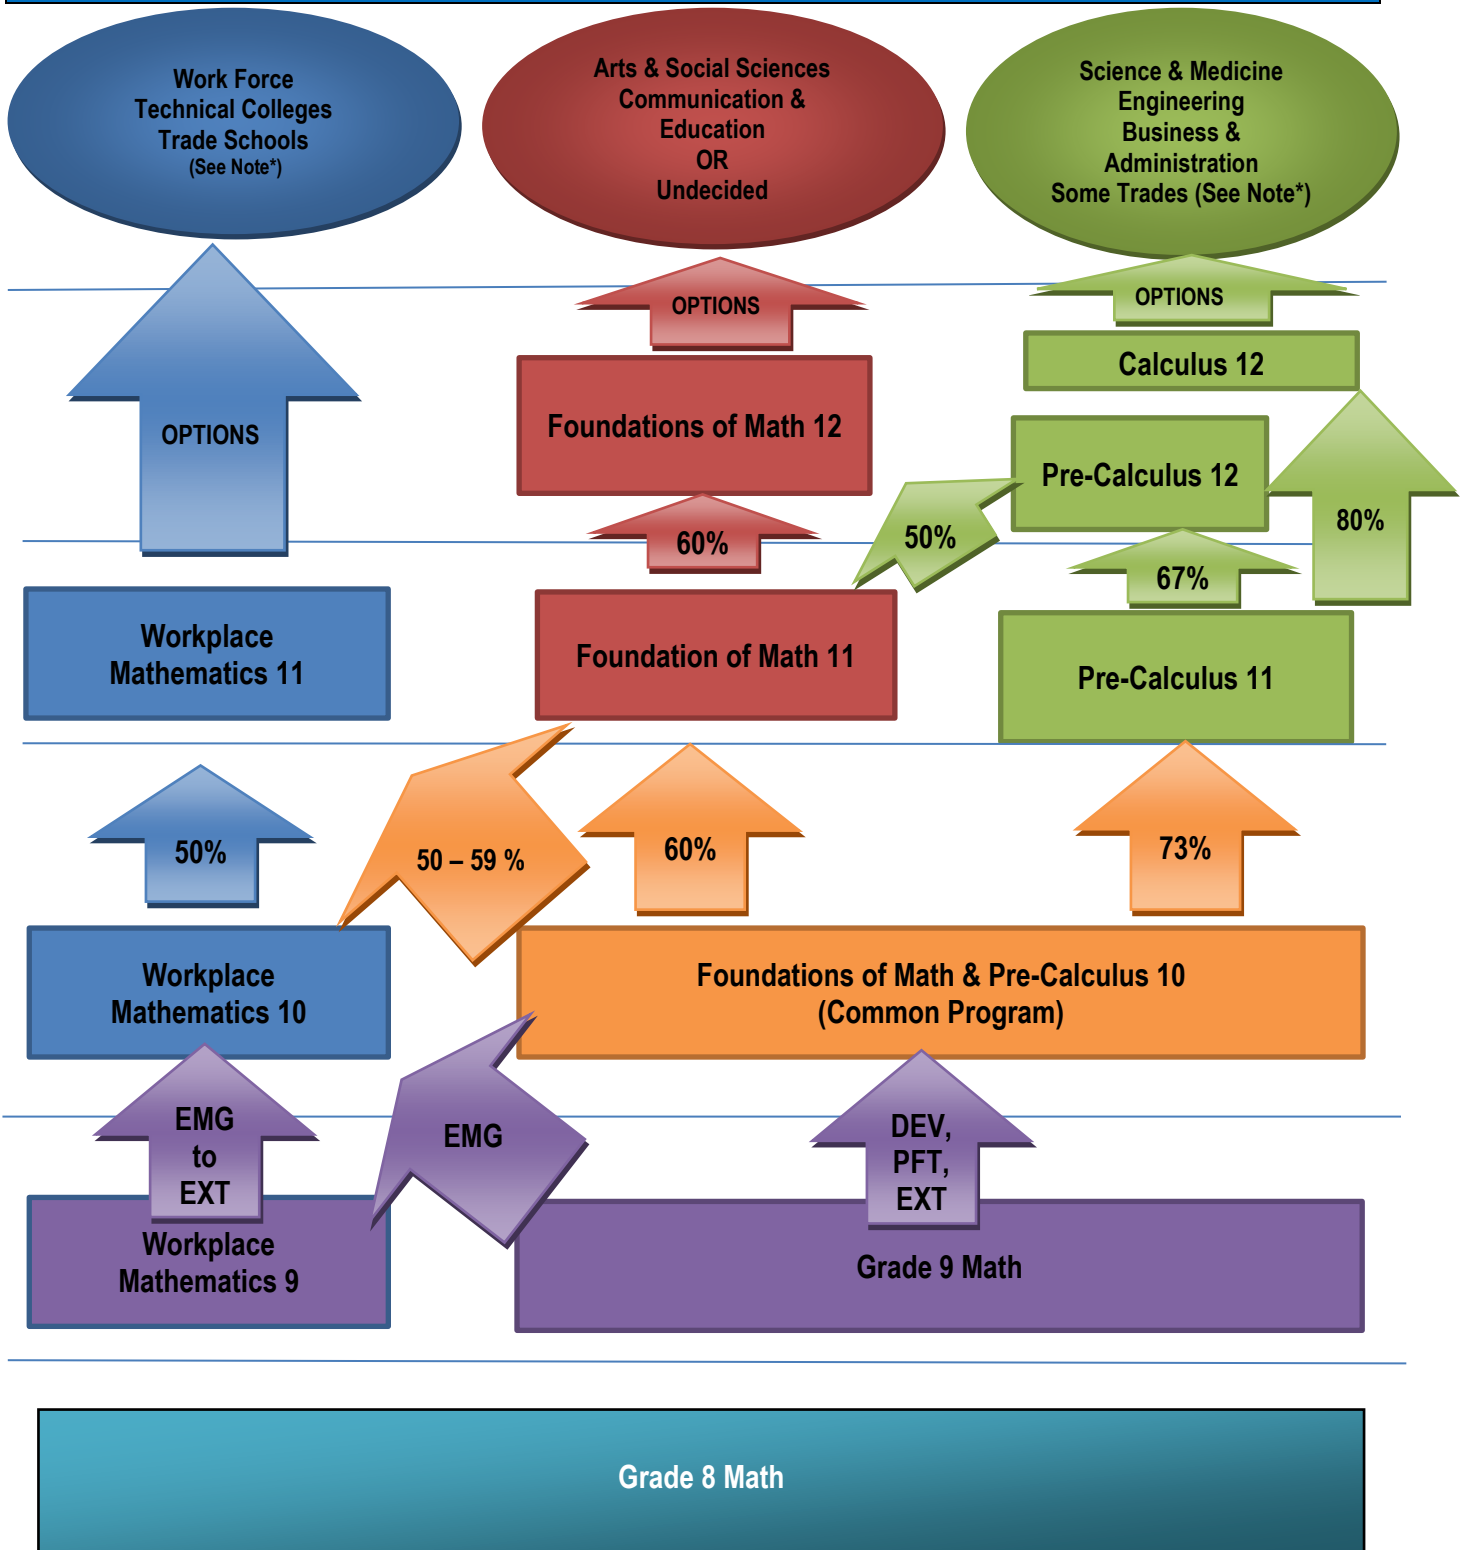 Work Force
Technical Colleges
Trade Schools
(See Note*)
Arts & Social Sciences
Communication &
Education
OR
Undecided
Science & Medicine
Engineering
Business &
Administration
Some Trades (See Note*)
OPTIONS
OPTIONS
OPTIONS
Calculus 12
Foundations of Math 12
Pre-Calculus 12
80%
60%
50%
67%
Workplace
Mathematics 11
Foundation of Math 11
Pre-Calculus 11
50%
50 – 59 %
60%
73%
Workplace
Mathematics 10
Foundations of Math & Pre-Calculus 10
(Common Program)
EMG
to
EXT
EMG
DEV,
PFT,
EXT
Workplace
Mathematics 9
Grade 9 Math
Grade 8 Math